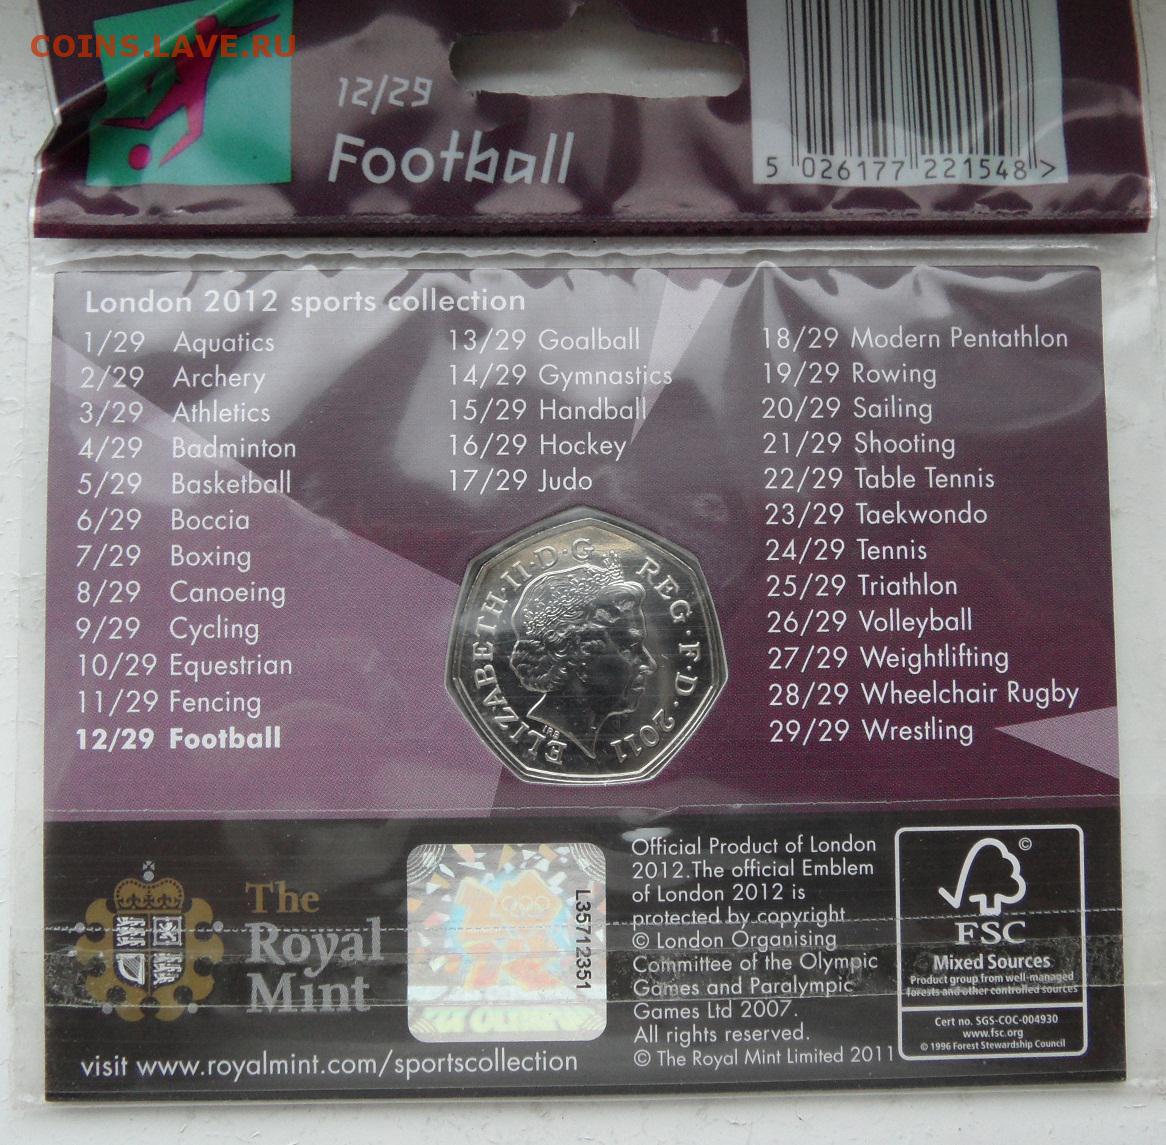 COINS.LAVE.RU
12/29
Football
5 026177 221548 >
London 2012 sports collection
1/29 Aquatics
2/29 Archery
3/29 Athletics
4/29 Badminton
5/29 Basketball
6/29 Boccia
7/29 Boxing
8/29 Canoeing
9/29 Cycling
10/29 Equestrian
11/29 Fencing
12/29 Football
13/29 Goalball
14/29 Gymnastics
15/29 Handball
16/29 Hockey
17/29 Judo
18/29 Modern Pentathlon
19/29 Rowing
20/29 Sailing
21/29 Shooting
22/29 Table Tennis
23/29 Taekwondo
24/29 Tennis
25/29 Triathlon
26/29 Volleyball
27/29 Weightlifting
28/29 Wheelchair Rugby
29/29 Wrestling
ELIZABETH·II·D·G REG·F·D·2011
IRB
The
Royal
Mint
L35712351
Official Product of London
2012.The official Emblem
of London 2012 is
protected by copyright
© London Organising
Committee of the Olympic
Games and Paralympic
Games Ltd 2007.
All rights reserved.
© The Royal Mint Limited 2011
©
FSC
Mixed Sources
Product group from well-managed
forests and other controlled sources
Cert no. SGS-COC-004930
www.fsc.org
© 1996 Forest Stewardship Council
visit www.royalmint.com/sportscollection